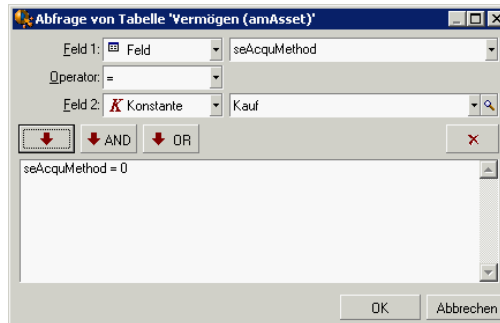 Abfrage von Tabelle 'Vermögen (amAsset)'
Feld 1: Feld seAcquMethod
Operator: =
Feld 2: K Konstante Kauf
AND OR
seAcquMethod = 0
OK Abbrechen